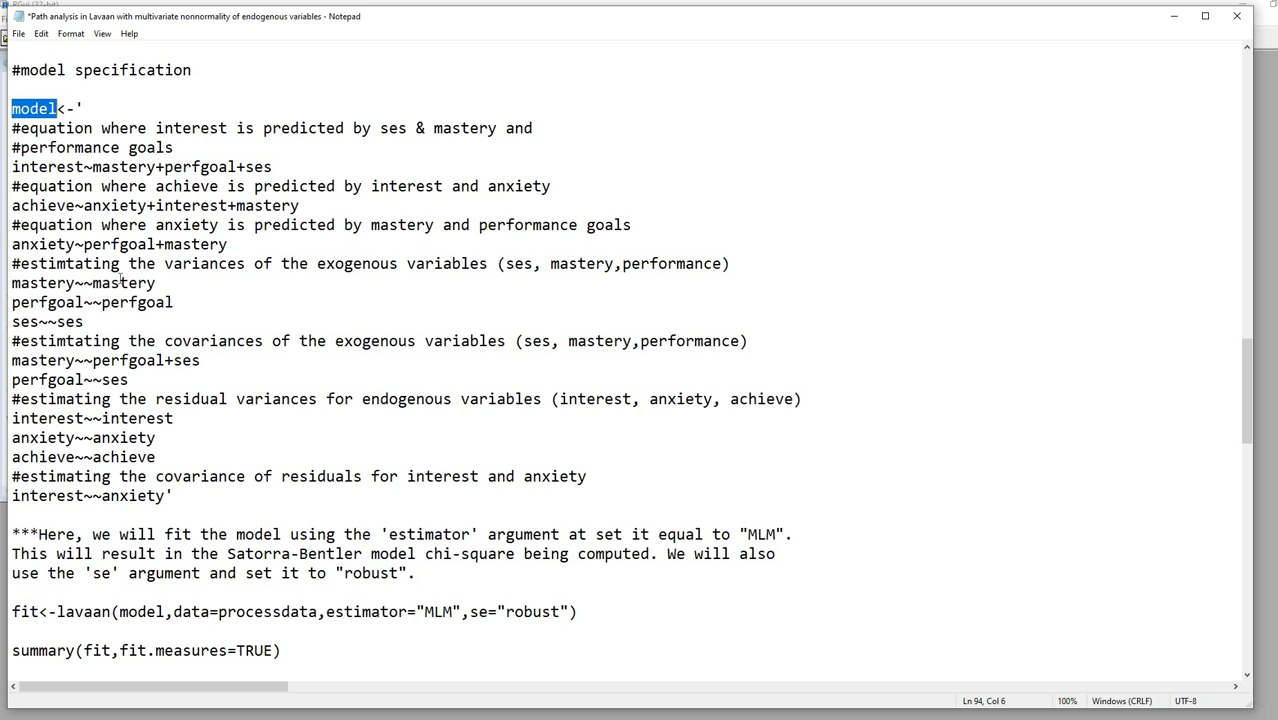 *Path analysis in Lavaan with multivariate nonnormality of endogenous variables - Notepad
File Edit Format View Help
#model specification
model<-'
#equation where interest is predicted by ses & mastery and
#performance goals
interest~mastery+perfgoal+ses
#equation where achieve is predicted by interest and anxiety
achieve~anxiety+interest+mastery
#equation where anxiety is predicted by mastery and performance goals
anxiety~perfgoal+mastery
#estimtating the variances of the exogenous variables (ses, mastery,performance)
mastery~~mastery
perfgoal~~perfgoal
ses~~ses
#estimtating the covariances of the exogenous variables (ses, mastery,performance)
mastery~~perfgoal+ses
perfgoal~~ses
#estimating the residual variances for endogenous variables (interest, anxiety, achieve)
interest~~interest
anxiety~~anxiety
achieve~~achieve
#estimating the covariance of residuals for interest and anxiety
interest~~anxiety'
***Here, we will fit the model using the 'estimator' argument at set it equal to "MLM".
This will result in the Satorra-Bentler model chi-square being computed. We will also
use the 'se' argument and set it to "robust".
fit<-lavaan(model,data=processdata,estimator="MLM",se="robust")
summary(fit,fit.measures=TRUE)
Ln 94, Col 6 100% Windows (CRLF) UTF-8